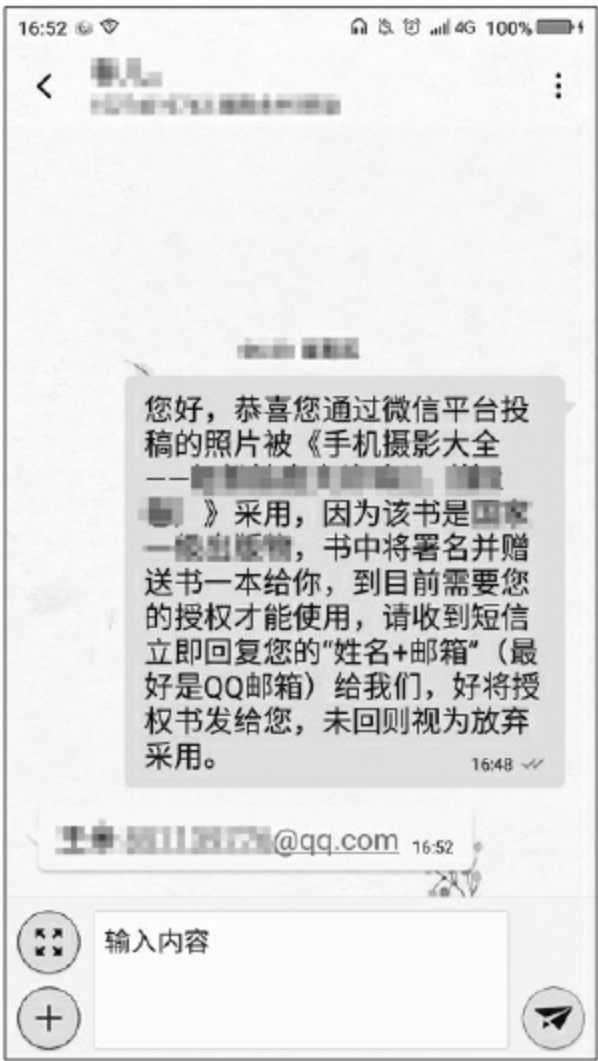 16:52
4G 100%
您好，恭喜您通过微信平台投
稿的照片被《手机摄影大全
——
》采用，因为该书是
，书中将署名并赠
送书一本给你，到目前需要您
的授权才能使用，请收到短信
立即回复您的“姓名+邮箱”（最
好是QQ邮箱）给我们，好将授
权书发给您，未回则视为放弃
采用。
16:48
@qq.com 16:52
输入内容